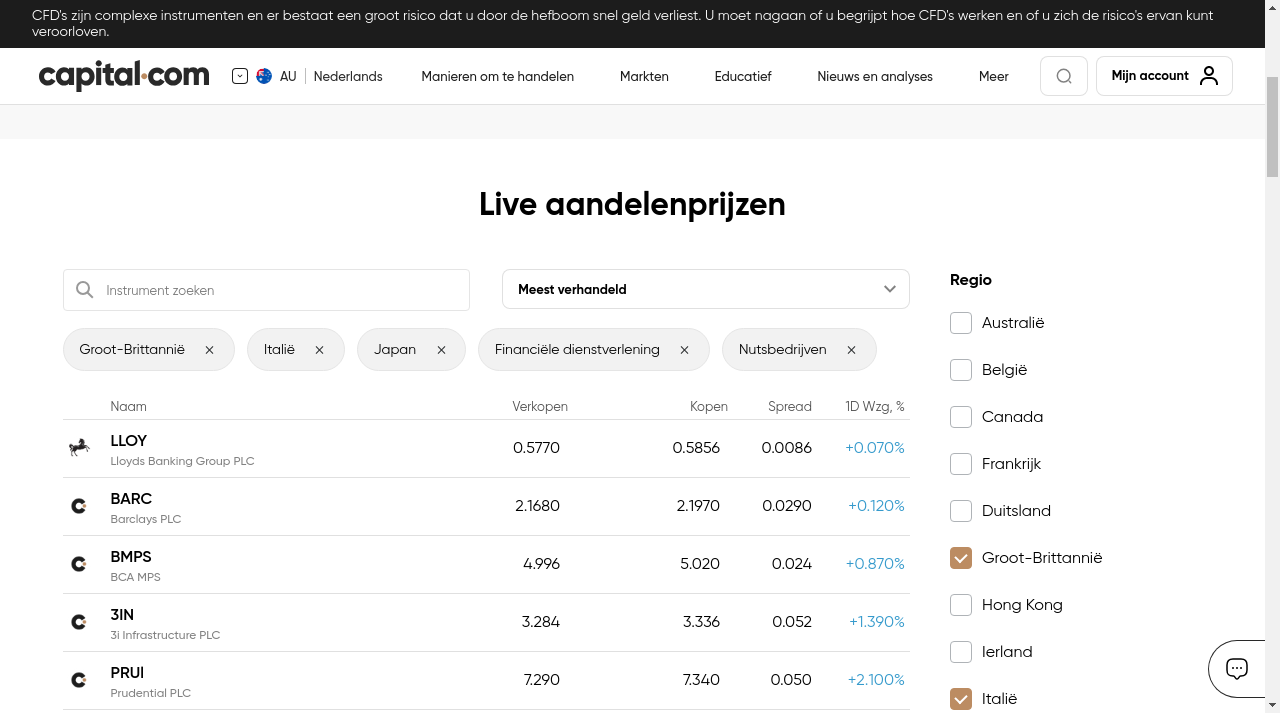 CFD's zijn complexe instrumenten en er bestaat een groot risico dat u door de hefboom snel geld verliest. U moet nagaan of u begrijpt hoe CFD's werken en of u zich de risico's ervan kunt
veroorloven.
capital.com AU Nederlands Manieren om te handelen Markten Educatief Nieuws en analyses Meer Mijn account
Live aandelenprijzen
Instrument zoeken
Meest verhandeld
Groot-Brittannië × Italië × Japan × Financiële dienstverlening × Nutsbedrijven ×
Naam Verkopen Kopen Spread 1D Wzg, %
LLOY 0.5770 0.5856 0.0086 +0.070%
Lloyds Banking Group PLC
BARC 2.1680 2.1970 0.0290 +0.120%
Barclays PLC
BMPS 4.996 5.020 0.024 +0.870%
BCA MPS
3IN 3.284 3.336 0.052 +1.390%
3i Infrastructure PLC
PRUl 7.290 7.340 0.050 +2.100%
Prudential PLC
Regio
Australië
België
Canada
Frankrijk
Duitsland
Groot-Brittannië
Hong Kong
Ierland
Italië